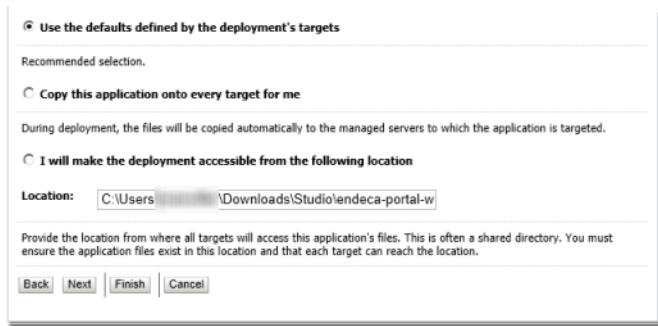 Use the defaults defined by the deployment's targets
Recommended selection.
Copy this application onto every target for me
During deployment, the files will be copied automatically to the managed servers to which the application is targeted.
I will make the deployment accessible from the following location
Location: C:\Users \Downloads\Studio\endeca-portal-w
Provide the location from where all targets will access this application's files. This is often a shared directory. You must
ensure the application files exist in this location and that each target can reach the location.
Back Next Finish Cancel